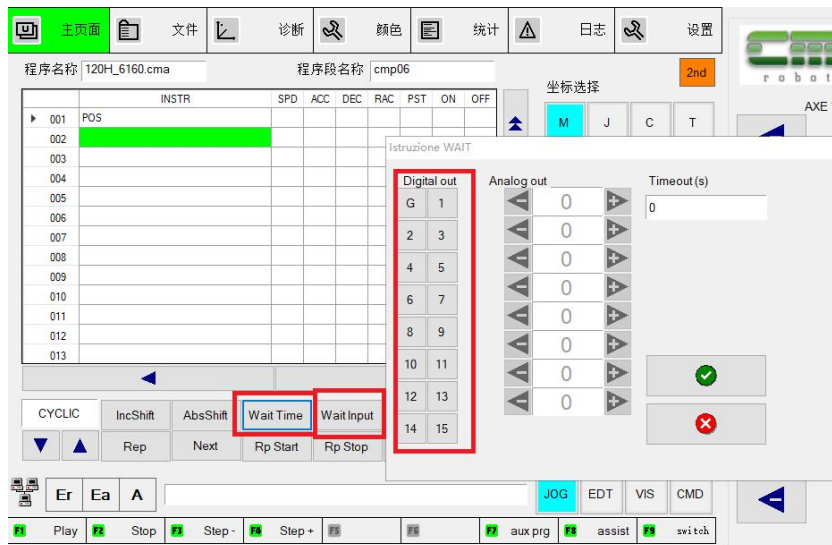 主页面 文件 诊断 颜色 统计 日志 设置
程序名称 120H_6160.cma 程序段名称 cmp06 2nd
robot
坐标选择
INSTR SPD ACC DEC RAC PST ON OFF
AXE
001 POS
M J C T
002
Istruzione WAIT
003
004
005
006
007
008
009
010
011
012
013
Digital out Analog out Timeout (s)
G 1 0 0
2 3 0
4 5 0
6 7 0
8 9 0
10 11 0
12 13 0
14 15 0
CYCLIC IncShift AbsShift Wait Time Wait Input
Rep Next Rp Start Rp Stop
Er Ea A JOG EDT VIS CMD
F1 Play F2 Stop F3 Step - F4 Step + F5 F6 F7 aux prg F8 assist F9 switch